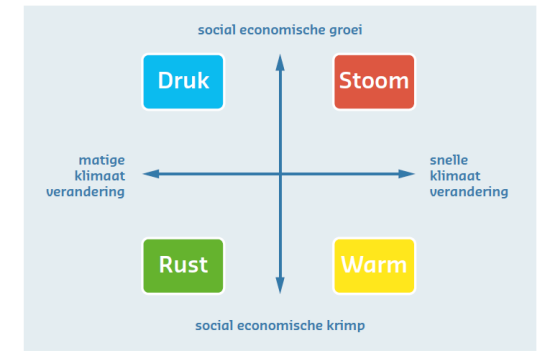 social economische groei
Druk
Stoom
matige
klimaat
verandering
snelle
klimaat
verandering
Rust
Warm
social economische krimp